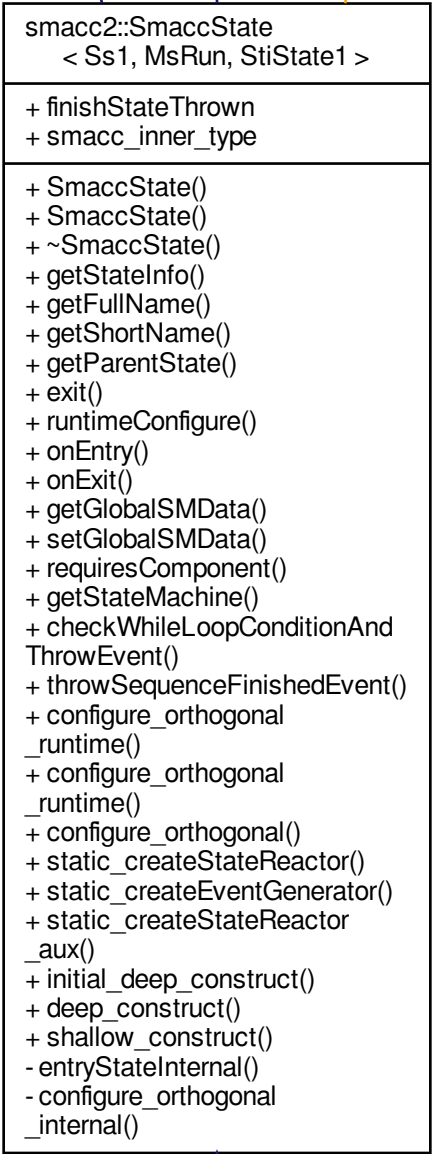 smacc2::SmaccState
< Ss1, MsRun, StiState1 >
+ finishStateThrown
+ smacc_inner_type
+ SmaccState()
+ SmaccState()
+ ~SmaccState()
+ getStateInfo()
+ getFullName()
+ getShortName()
+ getParentState()
+ exit()
+ runtimeConfigure()
+ onEntry()
+ onExit()
+ getGlobalSMData()
+ setGlobalSMData()
+ requiresComponent()
+ getStateMachine()
+ checkWhileLoopConditionAnd
ThrowEvent()
+ throwSequenceFinishedEvent()
+ configure_orthogonal
_runtime()
+ configure_orthogonal
_runtime()
+ configure_orthogonal()
+ static_createStateReactor()
+ static_createEventGenerator()
+ static_createStateReactor
_aux()
+ initial_deep_construct()
+ deep_construct()
+ shallow_construct()
- entryStateInternal()
- configure_orthogonal
_internal()